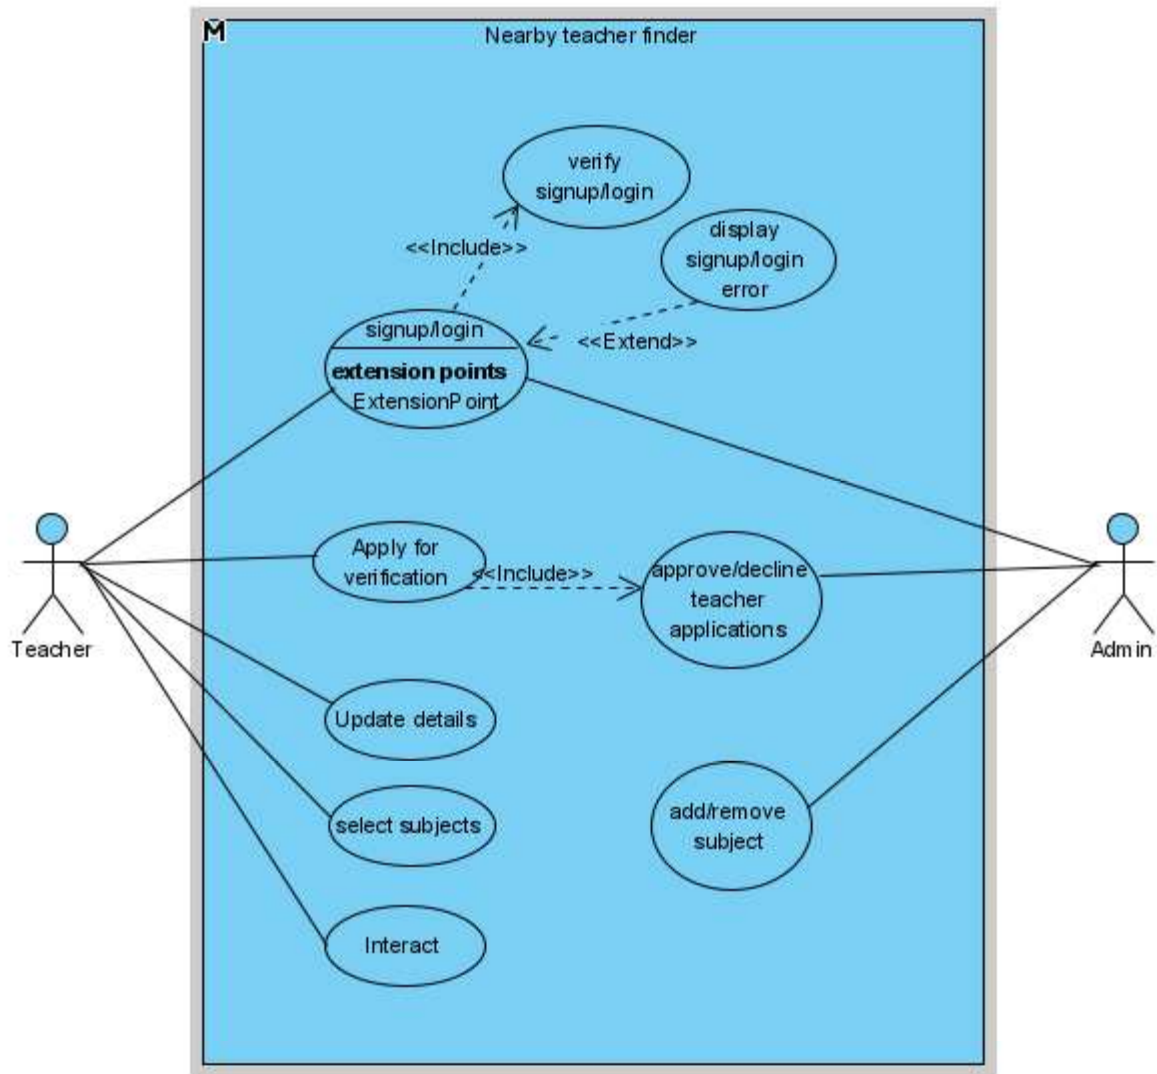 M
Nearby teacher finder
verify
signup/login
<<Include>>
display
signup/login
error
signup/login
<<Extend>>
extension points
ExtensionPoint
Apply for
verification
<<Include>>
approve/decline
teacher
applications
Teacher
Admin
Update details
select subjects
add/remove
subject
Interact